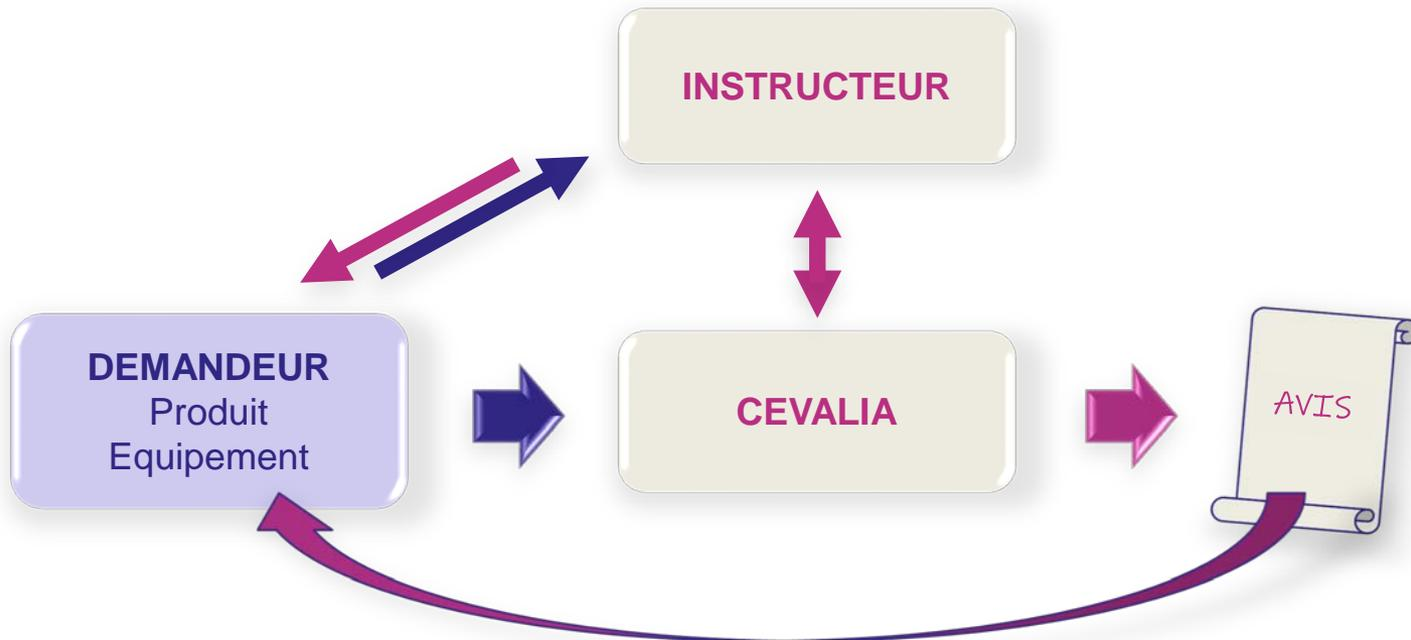 INSTRUCTEUR
DEMANDEUR
Produit
Equipement
CEVALIA
AVIS